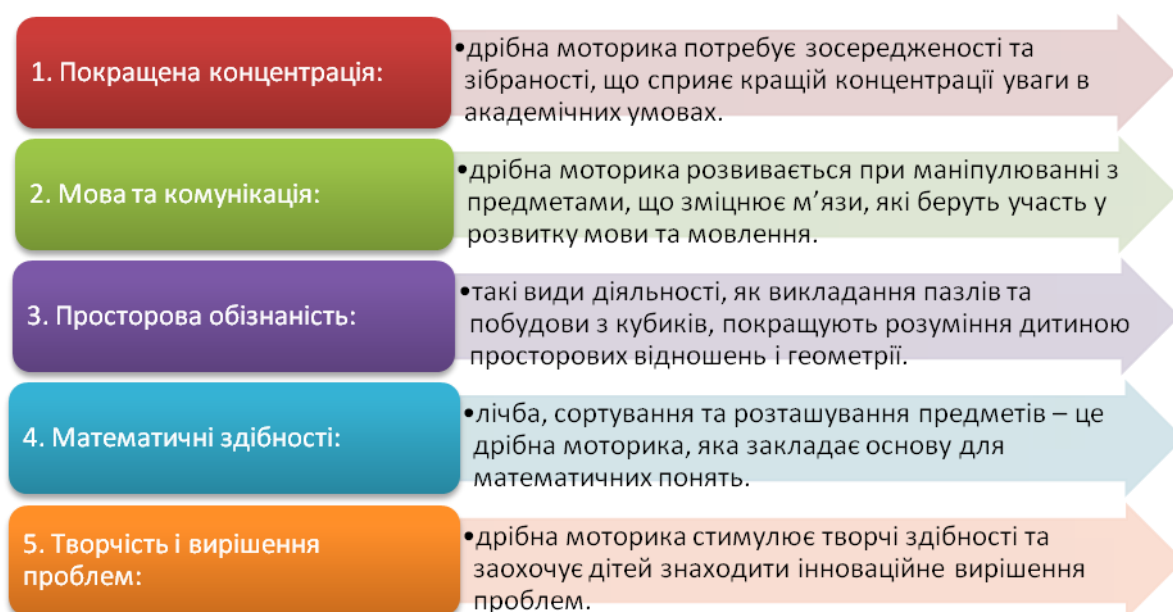 1. Покращена концентрація:
•дрібна моторика потребує зосередженості та
зібраності, що сприяє кращій концентрації уваги в
академічних умовах.
2. Мова та комунікація:
•дрібна моторика розвивається при маніпулюванні з
предметами, що зміцнює м’язи, які беруть участь у
розвитку мови та мовлення.
3. Просторова обізнаність:
•такі види діяльності, як викладання пазлів та
побудови з кубиків, покращують розуміння дитиною
просторових відношень і геометрії.
4. Математичні здібності:
•лічба, сортування та розташування предметів – це
дрібна моторика, яка закладає основу для
математичних понять.
5. Творчість і вирішення
проблем:
•дрібна моторика стимулює творчі здібності та
заохочує дітей знаходити інноваційне вирішення
проблем.